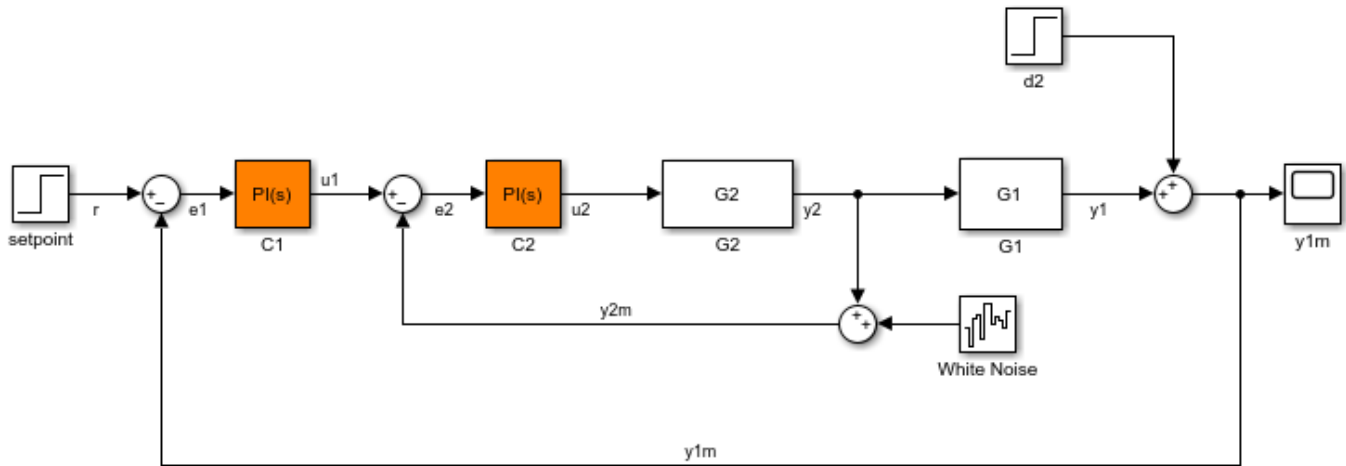 d2
setpoint
r
+
−
e1
PI(s)
C1
u1
+
−
e2
PI(s)
C2
u2
G2
G2
y2
G1
G1
y1
+
+
y1m
y2m
+
+
White Noise
y1m